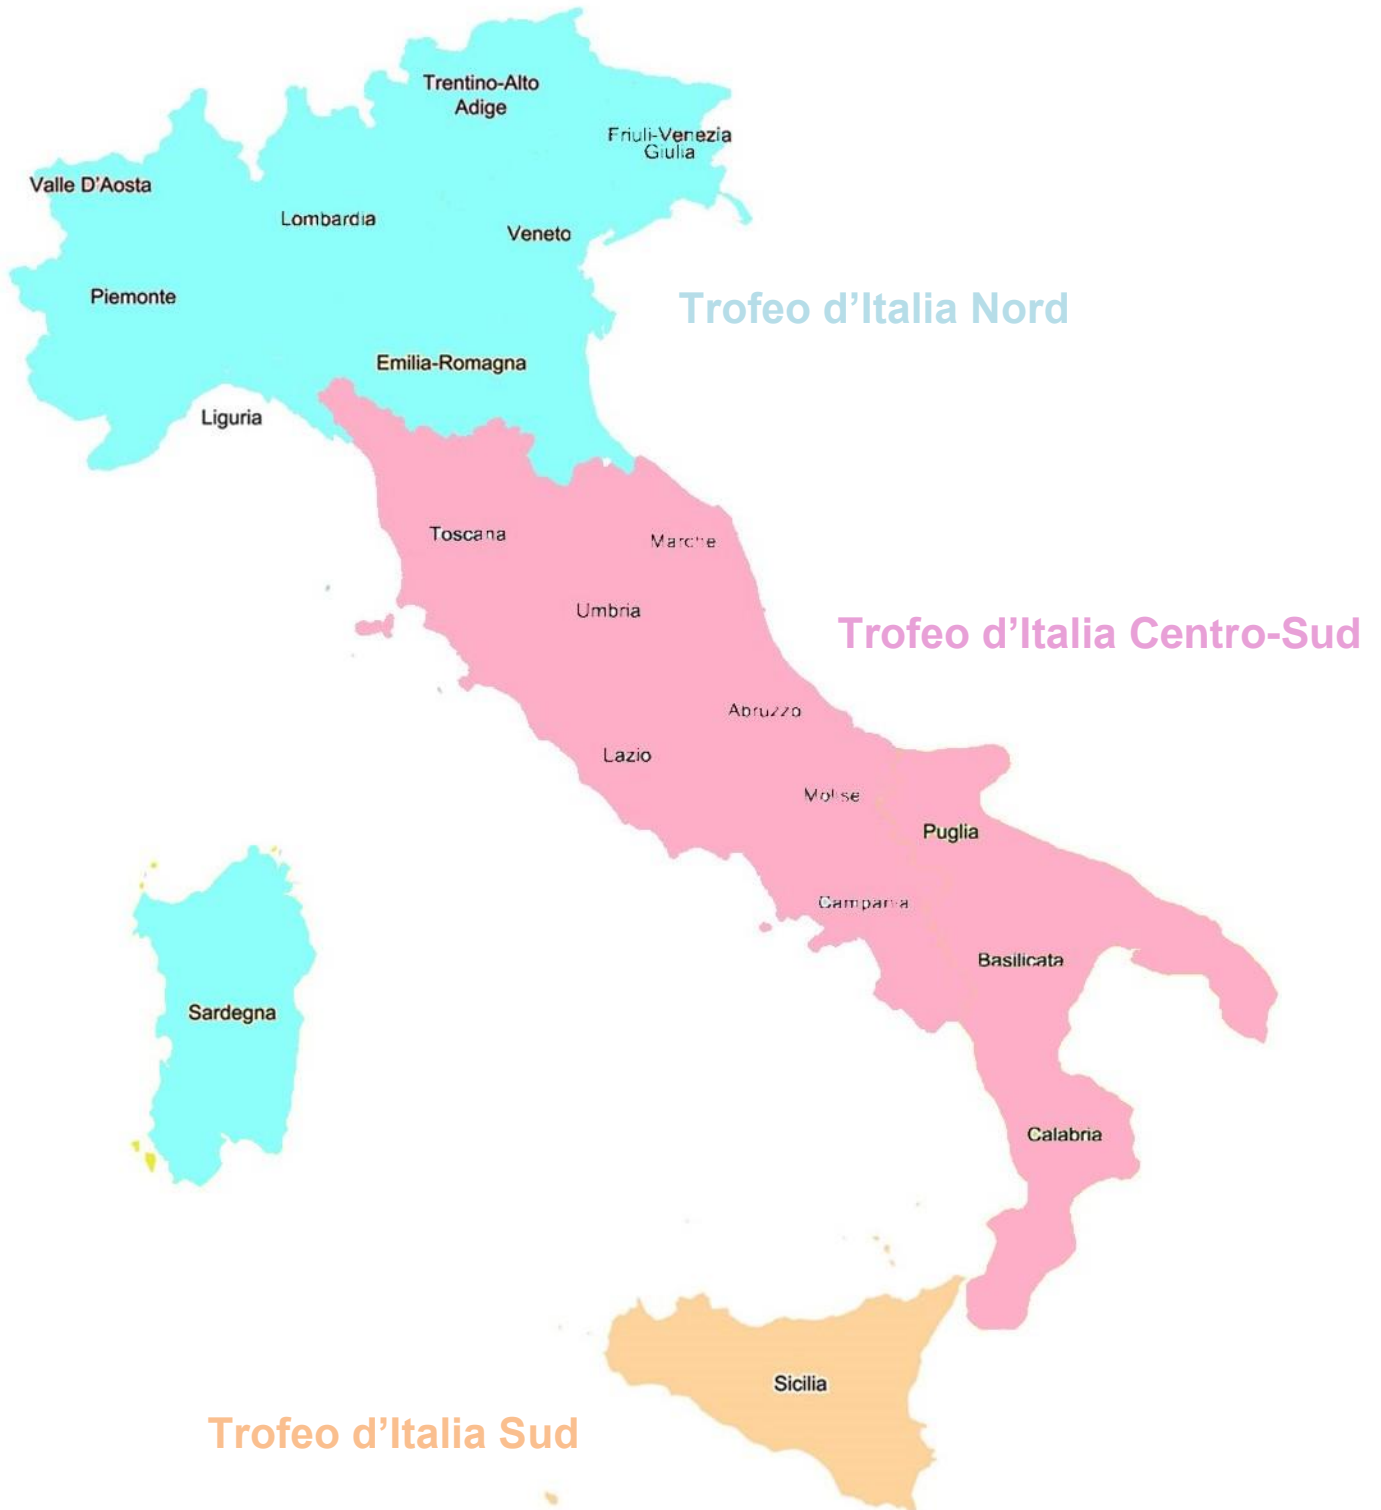 Trentino-Alto
Adige
Friuli-Venezia
Giulia
Valle D'Aosta
Lombardia
Veneto
Piemonte
Trofeo d’Italia Nord
Emilia-Romagna
Liguria
Toscana
Marche
Umbria
Trofeo d’Italia Centro-Sud
Abruzzo
Lazio
Molise
Puglia
Campania
Basilicata
Sardegna
Calabria
Sicilia
Trofeo d’Italia Sud